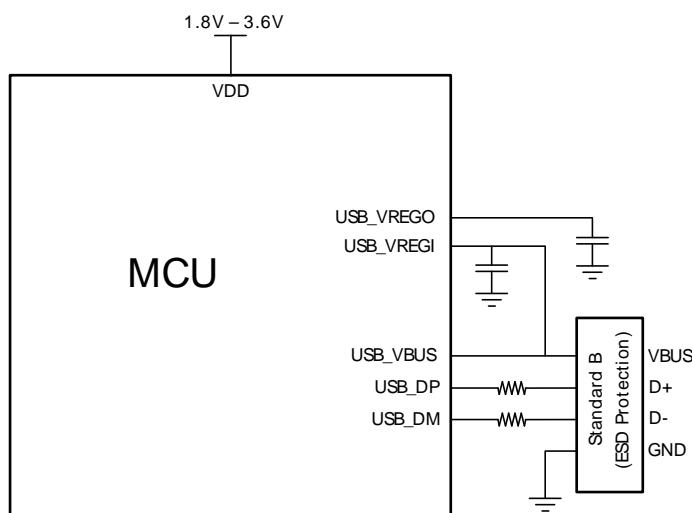 1.8V – 3.6V
VDD
USB_VREGO
USB_VREGI
MCU
USB_VBUS
VBUS
USB_DP
D+
USB_DM
D-
GND
Standard B
(ESD Protection)